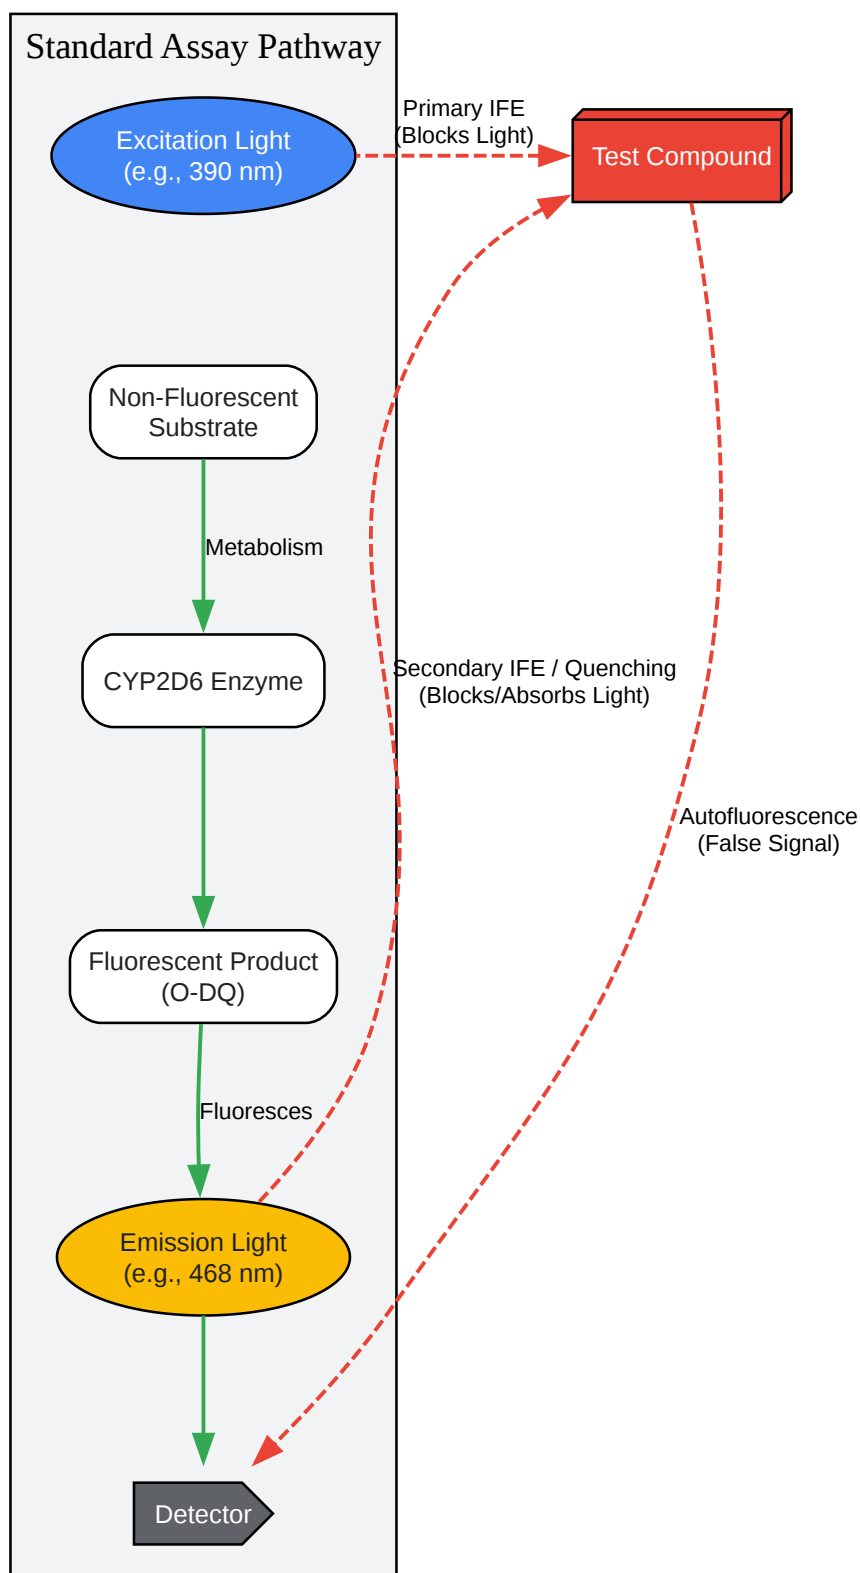 Standard Assay Pathway
Excitation Light
(e.g., 390 nm)
Primary IFE
(Blocks Light)
Test Compound
Non-Fluorescent
Substrate
Metabolism
CYP2D6 Enzyme
Secondary IFE / Quenching
(Blocks/Absorbs Light)
Autofluorescence
(False Signal)
Fluorescent Product
(O-DQ)
Fluoresces
Emission Light
(e.g., 468 nm)
Detector